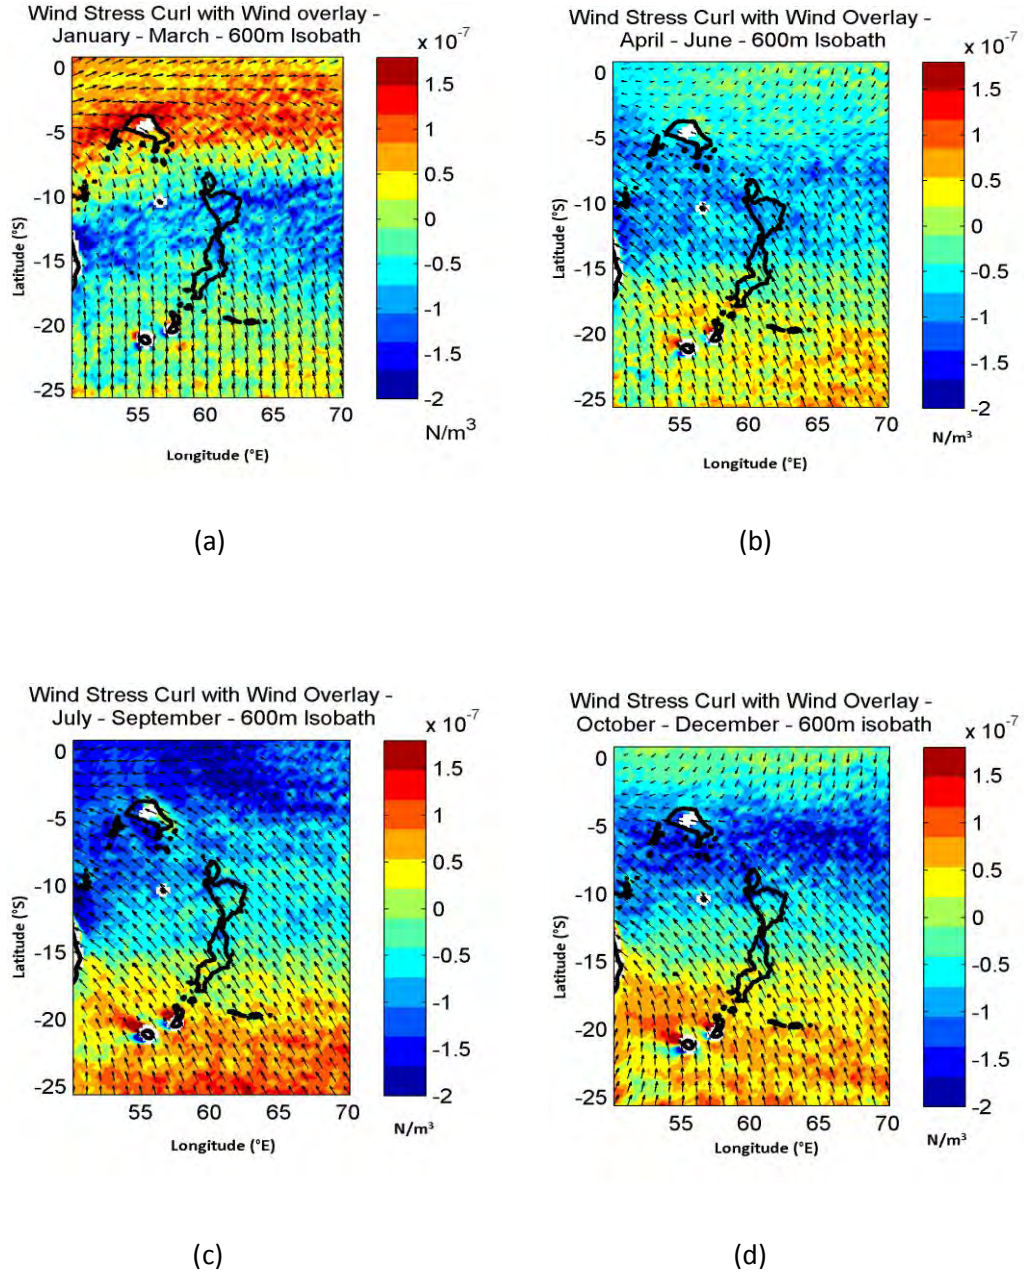 Wind Stress Curl with Wind overlay -
January - March - 600m Isobath
x 10-7
0
-5
-10
-15
-20
-25
Latitude (°S)
55 60 65 70
Longitude (°E)
1.5
1
0.5
0
-0.5
-1
-1.5
-2
N/m3
(a)
Wind Stress Curl with Wind Overlay -
April - June - 600m Isobath
x 10-7
0
-5
-10
-15
-20
-25
Latitude (°S)
55 60 65 70
Longitude (°E)
1.5
1
0.5
0
-0.5
-1
-1.5
-2
N/m3
(b)
Wind Stress Curl with Wind Overlay -
July - September - 600m Isobath
x 10-7
0
-5
-10
-15
-20
-25
Latitude (°S)
55 60 65 70
Longitude (°E)
1.5
1
0.5
0
-0.5
-1
-1.5
-2
N/m3
(c)
Wind Stress Curl with Wind Overlay -
October - December - 600m isobath
x 10-7
0
-5
-10
-15
-20
-25
Latitude (°S)
55 60 65 70
Longitude (°E)
1.5
1
0.5
0
-0.5
-1
-1.5
-2
N/m3
(d)